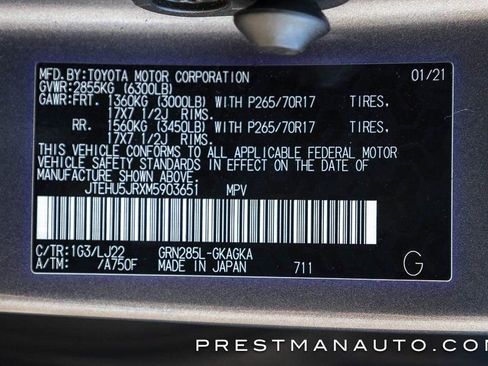 MFD.BY:TOYOTA MOTOR CORPORATION 01/21
GVWR:2855KG (6300LB)
GAWR:FRT. 1360KG (3000LB) WITH P265/70R17 TIRES.
17X7 1/2J RIMS.
RR. 1560KG (3450LB) WITH P265/70R17 TIRES.
17X7 1/2J RIMS.
THIS VEHICLE CONFORMS TO ALL APPLICABLE FEDERAL MOTOR
VEHICLE SAFETY STANDARDS IN EFFECT ON THE DATE OF
MANUFACTURE SHOWN ABOVE.
JTEHU5JRXM5903651 MPV
C/TR:1G3/LJ22 GRN285L-GKAGKA
A/TM: /A750F MADE IN JAPAN 711 G
PRESTMANAUTO.COM